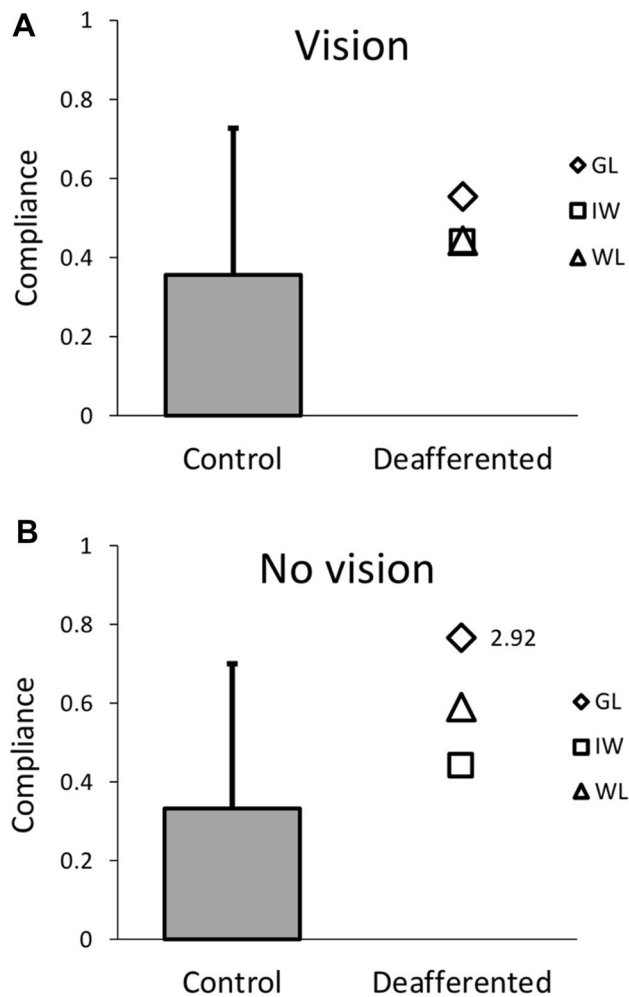 A
Vision
Compliance
1
0.8
0.6
0.4
0.2
0
Control
Deafferented
GL
IW
WL
B
No vision
Compliance
1
0.8
0.6
0.4
0.2
0
2.92
Control
Deafferented
GL
IW
WL